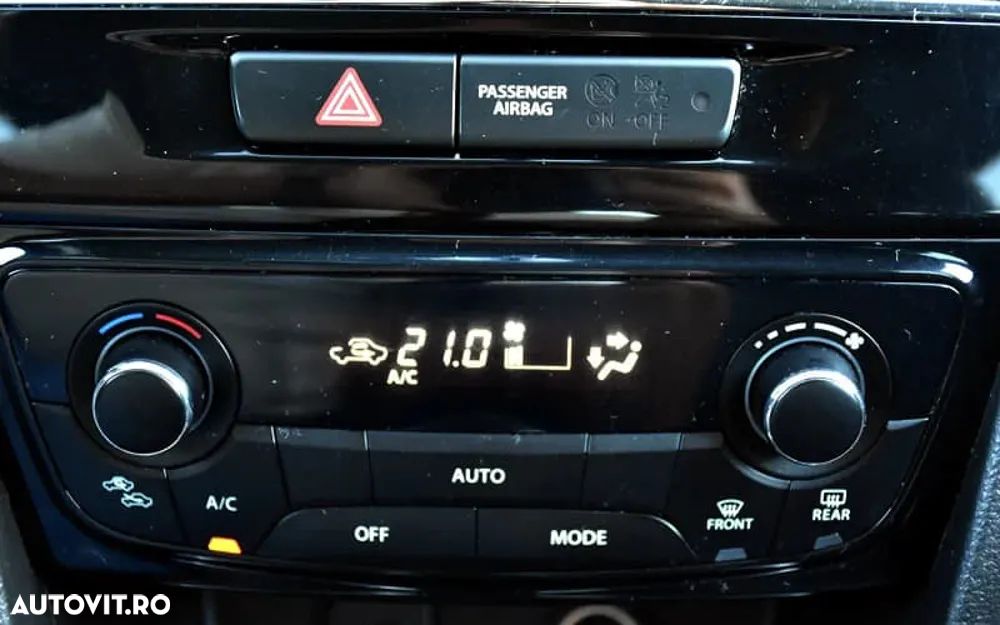 PASSENGER
AIRBAG
ON OFF
21.0
A/C
A/C
AUTO
OFF
MODE
FRONT
REAR
AUTOVIT.RO